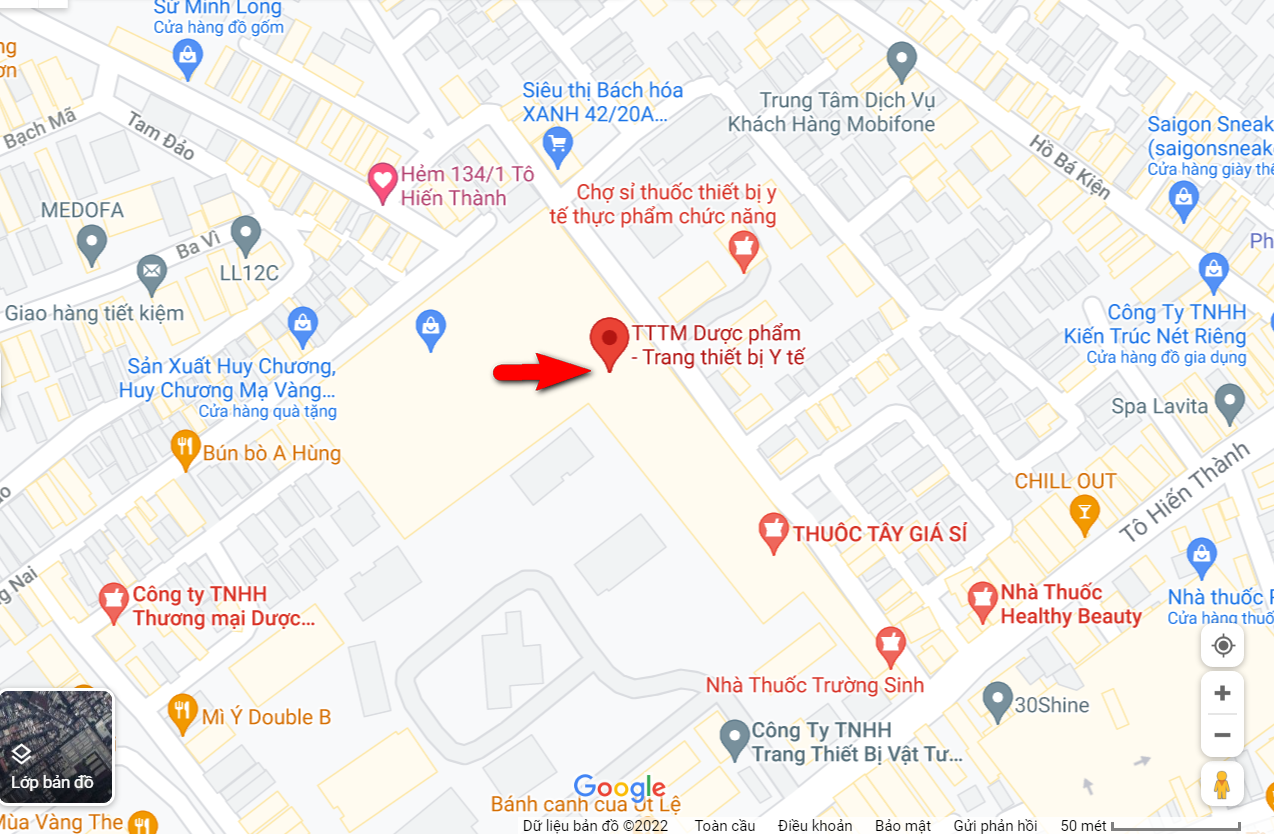 Sứ Minh Long
Cửa hàng đồ gốm
ng
ơn
Siêu thị Bách hóa
XANH 42/20A...
Trung Tâm Dịch Vụ
Khách Hàng Mobifone
Bạch Mã
Tam Đảo
Hồ Bá Kiện
Saigon Sneak
(saigonsneak
Cửa hàng giày thể
Hẻm 134/1 Tô
Hiến Thành
Chợ sỉ thuốc thiết bị y
tế thực phẩm chức năng
MEDOFA
Ba Vì
LL12C
Ph
Giao hàng tiết kiệm
Công Ty TNHH
Kiến Trúc Nét Riêng
Cửa hàng đồ gia dụng
TTTM Dược phẩm
- Trang thiết bị Y tế
Sản Xuất Huy Chương,
Huy Chương Mạ Vàng...
Cửa hàng quà tặng
Spa Lavita
Bún bò A Hùng
CHILL OUT
Tô Hiến Thành
THUỐC TÂY GIÁ SỈ
g Nai
Công ty TNHH
Thương mại Dược...
Nhà Thuốc
Healthy Beauty
Nhà thuốc
Cửa hàng thuố
Nhà Thuốc Trường Sinh
30Shine
Mì Ý Double B
Công Ty TNHH
Trang Thiết Bị Vật Tư...
Lớp bản đồ
Google
Bánh canh cua Út Lệ
Mùa Vàng The
Dữ liệu bản đồ ©2022 Toàn cầu Điều khoản Bảo mật Gửi phản hồi 50 mét